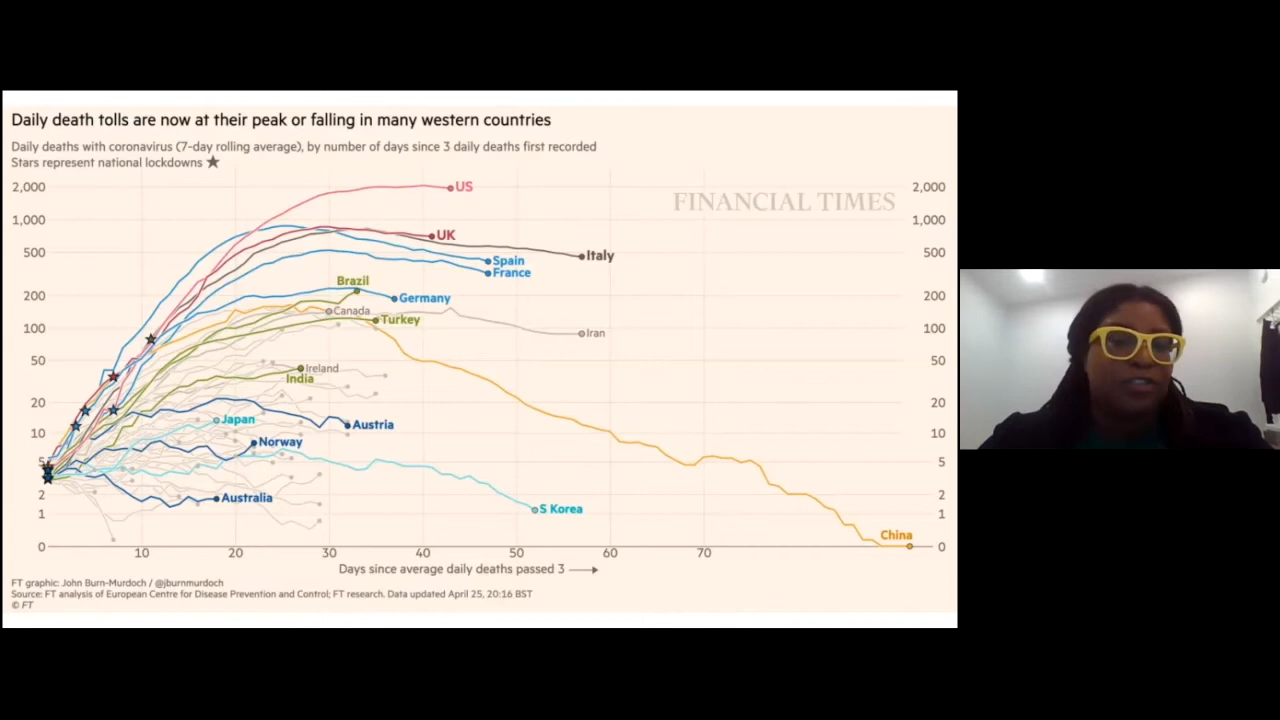 Daily death tolls are now at their peak or falling in many western countries
Daily deaths with coronavirus (7-day rolling average), by number of days since 3 daily deaths first recorded
Stars represent national lockdowns ★
FINANCIAL TIMES
2,000
1,000
500
200
100
50
20
10
5
2
1
0
2,000
1,000
500
200
100
50
20
10
5
2
1
0
US
UK
Italy
Spain
France
Brazil
Germany
Canada
Turkey
Iran
Ireland
India
Japan
Austria
Norway
Australia
S Korea
China
10 20 30 40 50 60 70
Days since average daily deaths passed 3 →
FT graphic: John Burn-Murdoch / @jburnmurdoch
Source: FT analysis of European Centre for Disease Prevention and Control; FT research. Data updated April 25, 20:16 BST
© FT